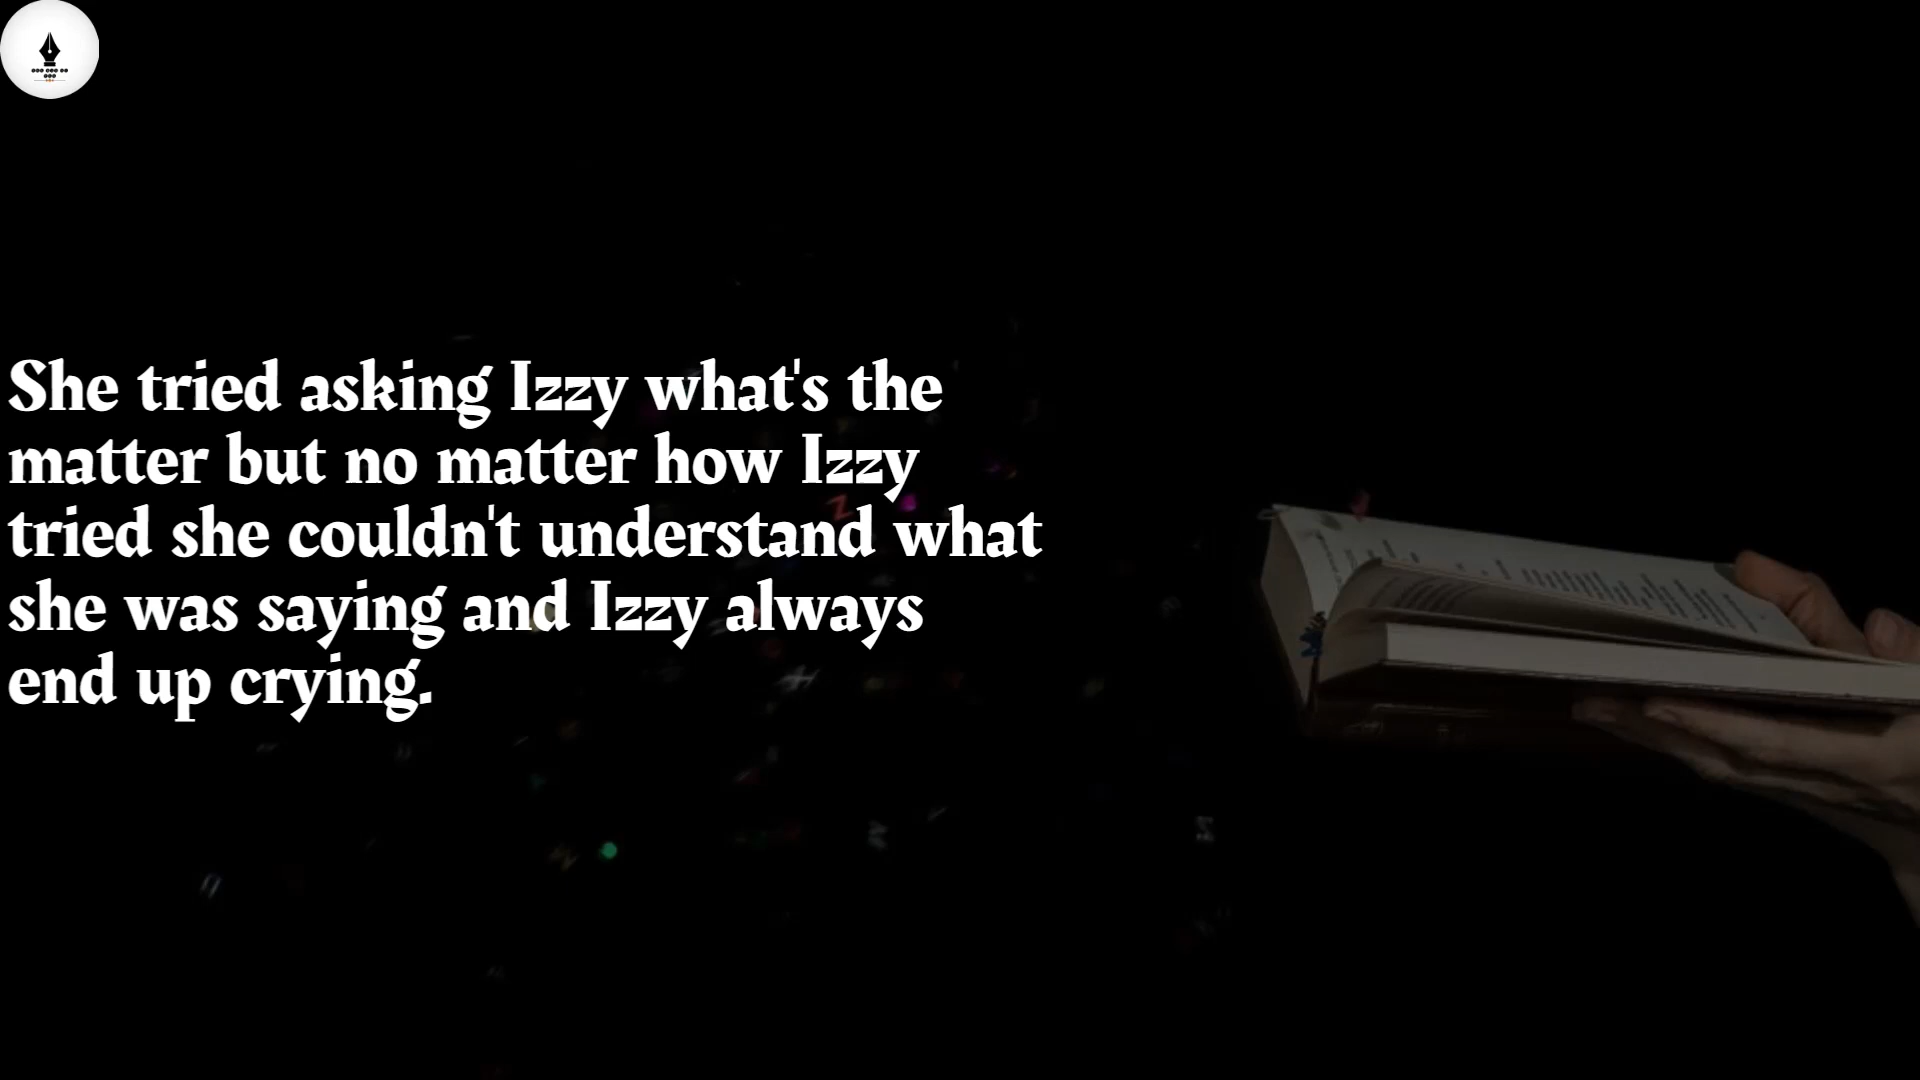 She tried asking Izzy what's the
matter but no matter how Izzy
tried she couldn't understand what
she was saying and Izzy always
end up crying.